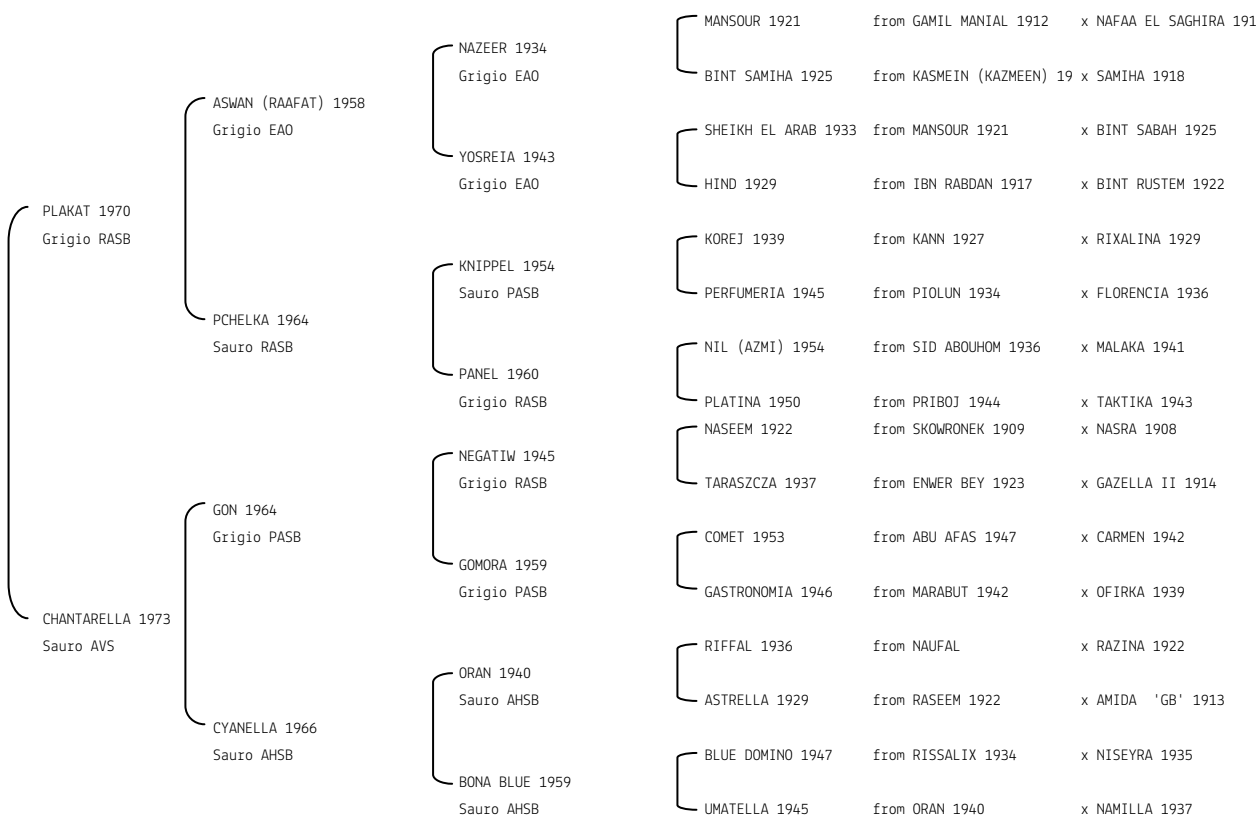 MANSOUR 1921 from GAMIL MANIAL 1912 x NAFAA EL SAGHIRA 191
NAZEER 1934
Grigio EAO
BINT SAMIHA 1925 from KASMEIN (KAZMEEN) 19 x SAMIHA 1918
ASWAN (RAAFAT) 1958
Grigio EAO
SHEIKH EL ARAB 1933 from MANSOUR 1921 x BINT SABAH 1925
YOSREIA 1943
Grigio EAO
HIND 1929 from IBN RABDAN 1917 x BINT RUSTEM 1922
PLAKAT 1970
Grigio RASB
KOREJ 1939 from KANN 1927 x RIXALINA 1929
KNIPPEL 1954
Sauro PASB
PERFUMERIA 1945 from PIOLUN 1934 x FLORENCIA 1936
PCHELKA 1964
Sauro RASB
NIL (AZMI) 1954 from SID ABOUHOM 1936 x MALAKA 1941
PANEL 1960
Grigio RASB
PLATINA 1950 from PRIBOJ 1944 x TAKTIKA 1943
NASEEM 1922 from SKOWRONEK 1909 x NASRA 1908
NEGATIW 1945
Grigio RASB
TARASZCZA 1937 from ENWER BEY 1923 x GAZELLA II 1914
GON 1964
Grigio PASB
COMET 1953 from ABU AFAS 1947 x CARMEN 1942
GOMORA 1959
Grigio PASB
GASTRONOMIA 1946 from MARABUT 1942 x OFIRKA 1939
CHANTARELLA 1973
Sauro AVS
RIFFAL 1936 from NAUFAL x RAZINA 1922
ORAN 1940
Sauro AHSB
ASTRELLA 1929 from RASEEM 1922 x AMIDA 'GB' 1913
CYANELLA 1966
Sauro AHSB
BLUE DOMINO 1947 from RISSALIX 1934 x NISEYRA 1935
BONA BLUE 1959
Sauro AHSB
UMATELLA 1945 from ORAN 1940 x NAMILLA 1937